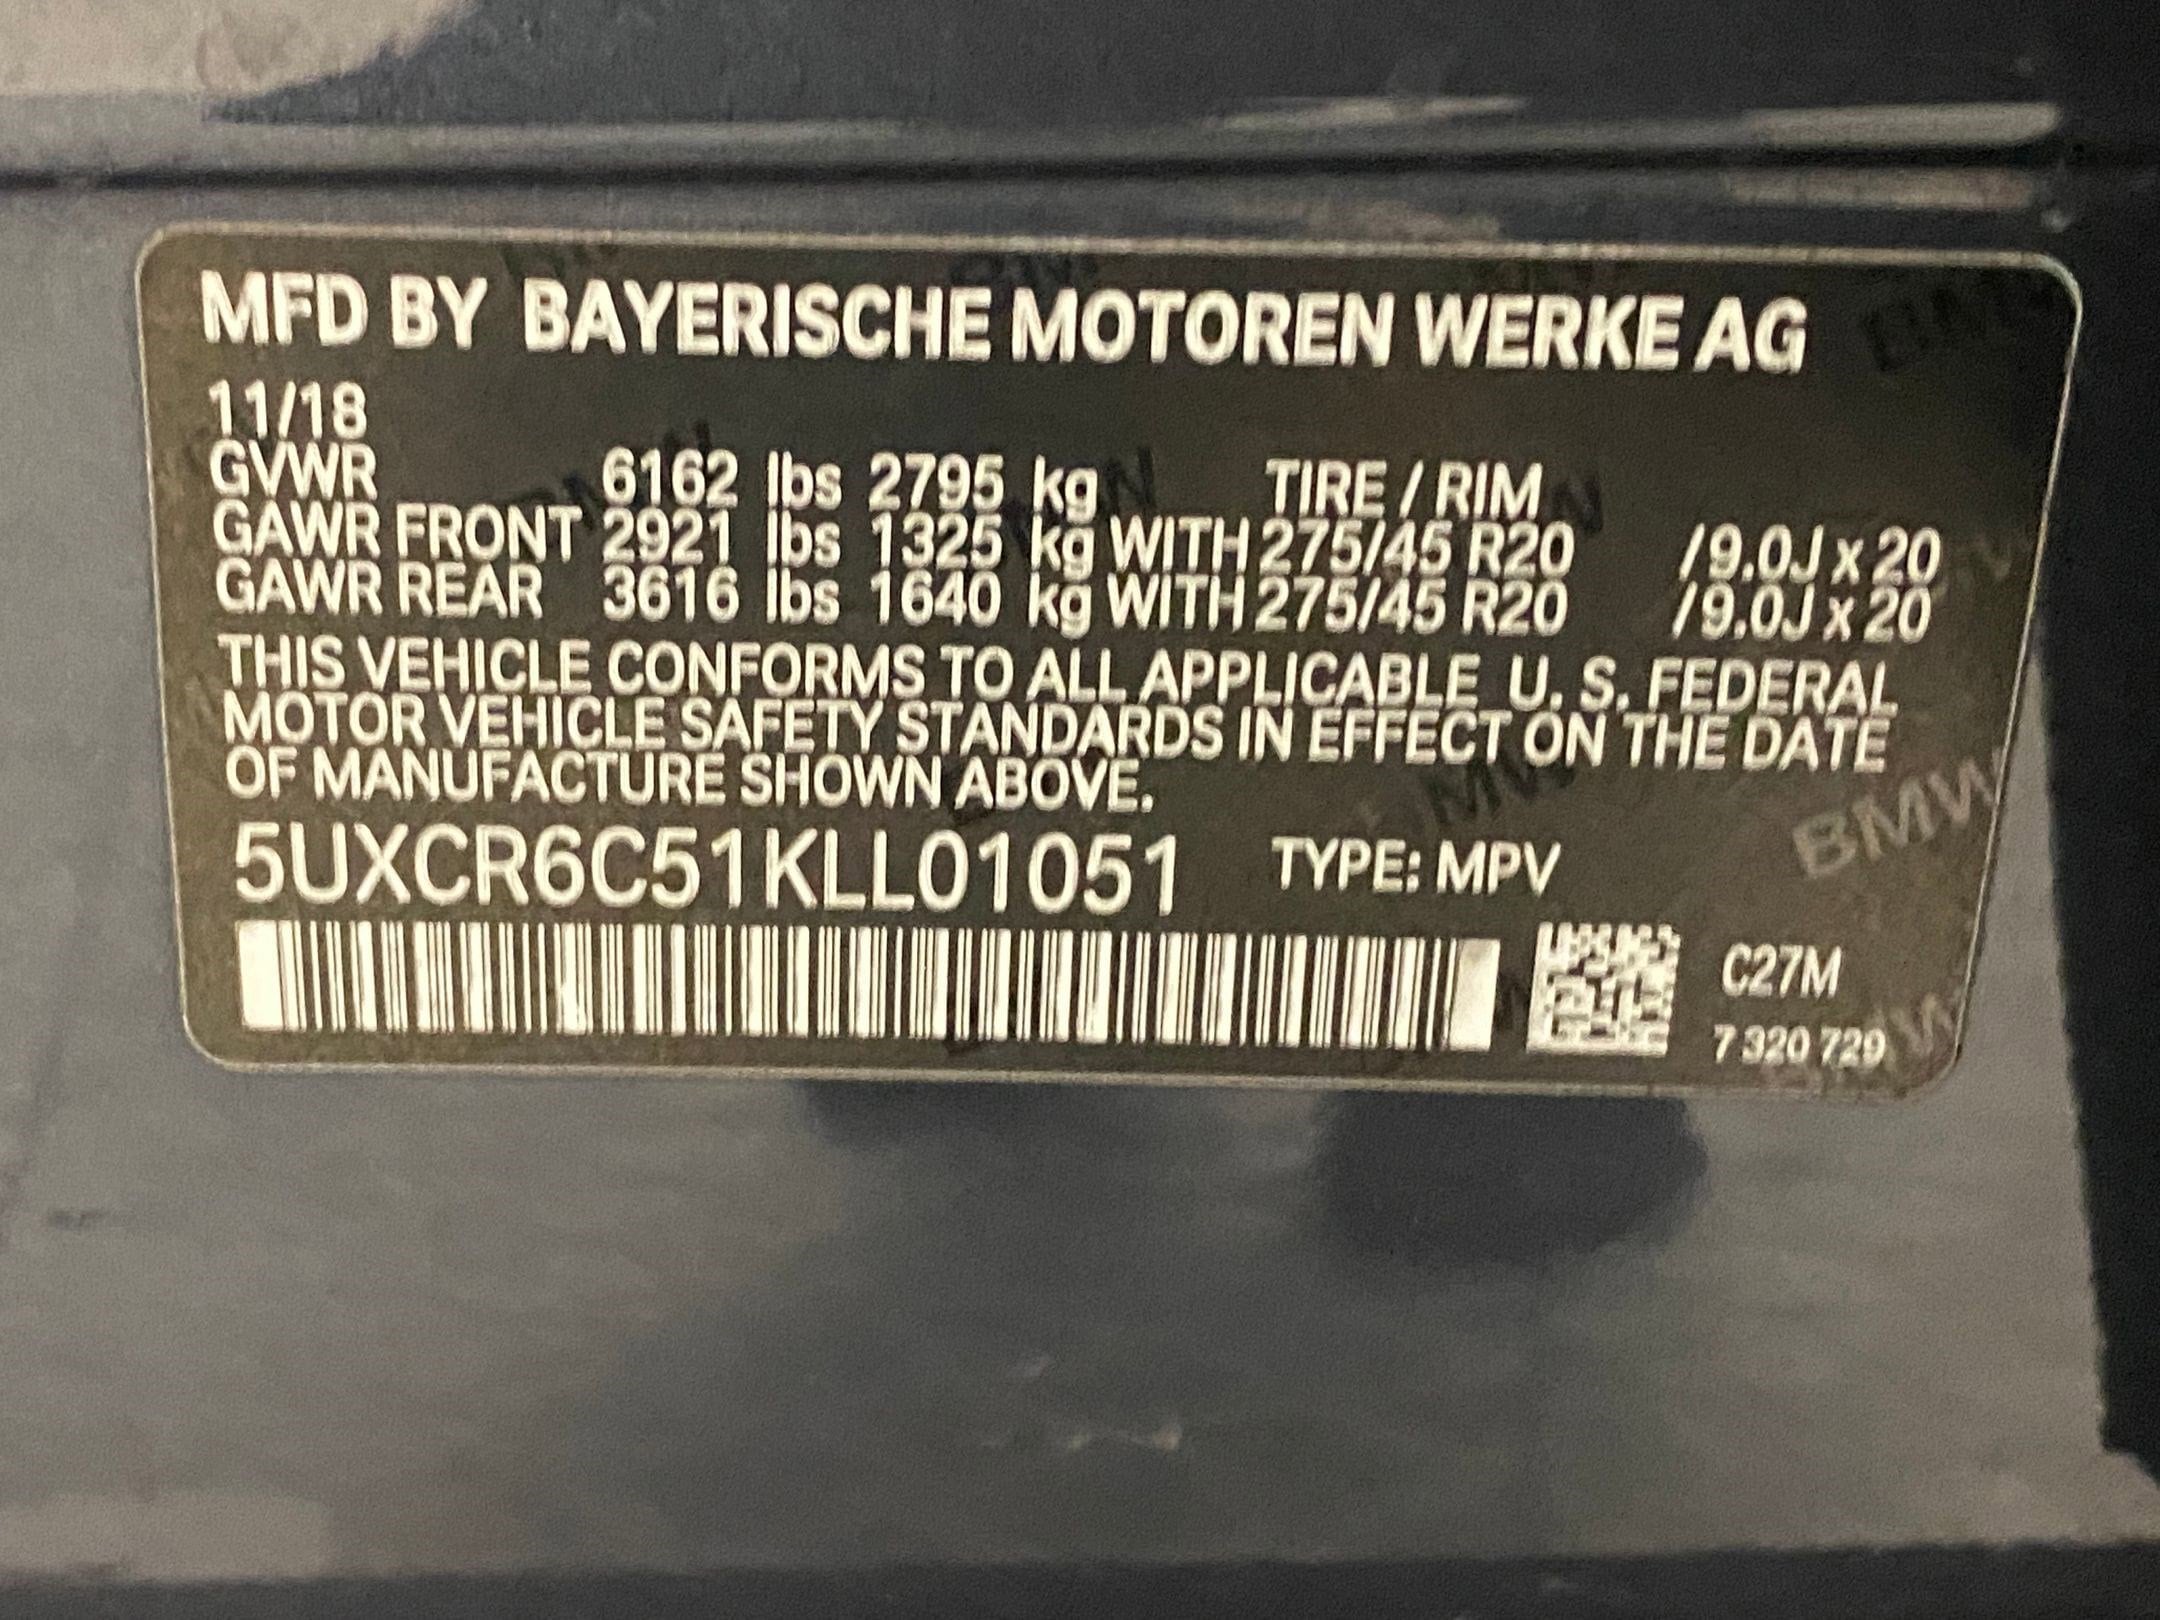 MFD BY BAYERISCHE MOTOREN WERKE AG
11/18
GVWR 6162 lbs 2795 kg TIRE / RIM
GAWR FRONT 2921 lbs 1325 kg WITH 275/45 R20 /9.0J x 20
GAWR REAR 3616 lbs 1640 kg WITH 275/45 R20 /9.0J x 20
THIS VEHICLE CONFORMS TO ALL APPLICABLE U. S. FEDERAL
MOTOR VEHICLE SAFETY STANDARDS IN EFFECT ON THE DATE
OF MANUFACTURE SHOWN ABOVE.
5UXCR6C51KLL01051 TYPE: MPV
C27M
7 320 729
BMW